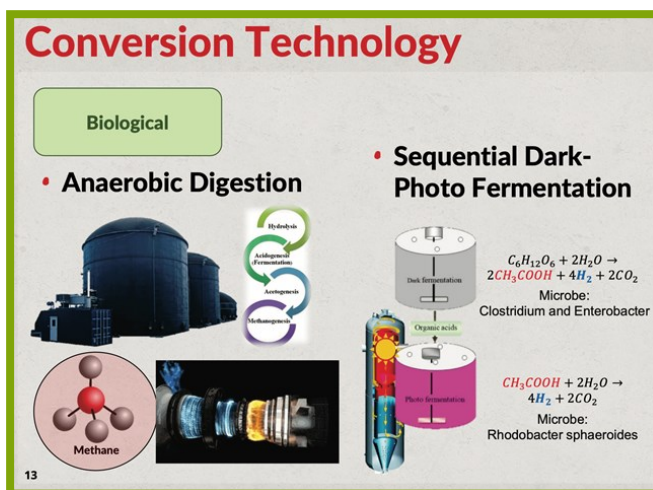 Conversion Technology
Biological
• Anaerobic Digestion
Hydrolysis
Acidogenesis
(Fermentation)
Acetogenesis
Methanogenesis
Methane
• Sequential Dark-
Photo Fermentation
Dark fermentation
Organic acids
Photo fermentation
C₆H₁₂O₆ + 2H₂O →
2CH₃COOH + 4H₂ + 2CO₂
Microbe:
Clostridium and Enterobacter
CH₃COOH + 2H₂O →
4H₂ + 2CO₂
Microbe:
Rhodobacter sphaeroides
13